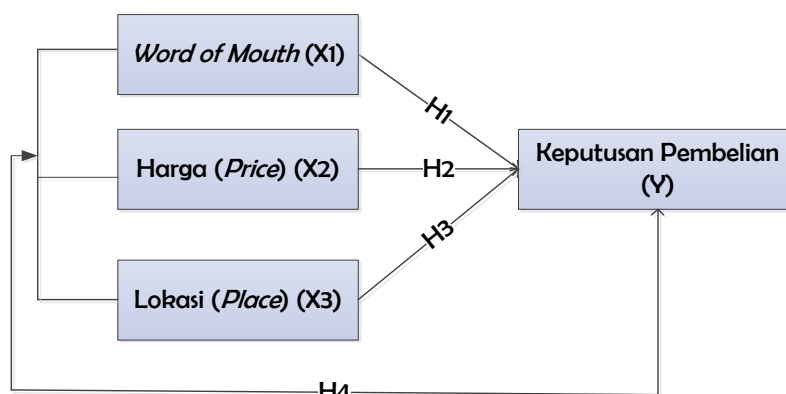 Word of Mouth (X1)
H1
Harga (Price) (X2)
H2
Keputusan Pembelian
(Y)
H3
Lokasi (Place) (X3)
H4